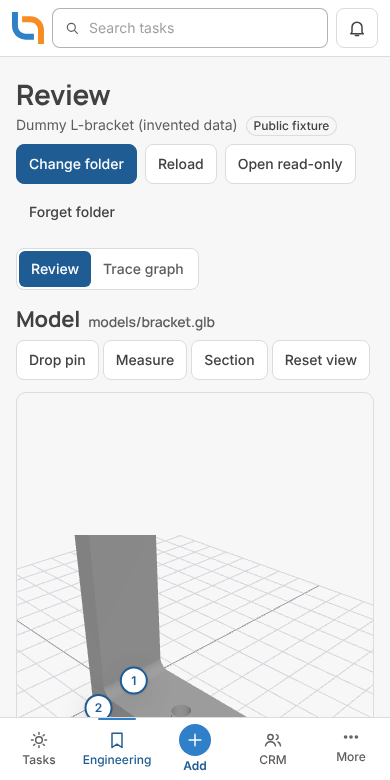 Search tasks
Review
Dummy L-bracket (invented data) Public fixture
Change folder Reload Open read-only
Forget folder
Review Trace graph
Model models/bracket.glb
Drop pin Measure Section Reset view
1
2
Tasks Engineering Add CRM More